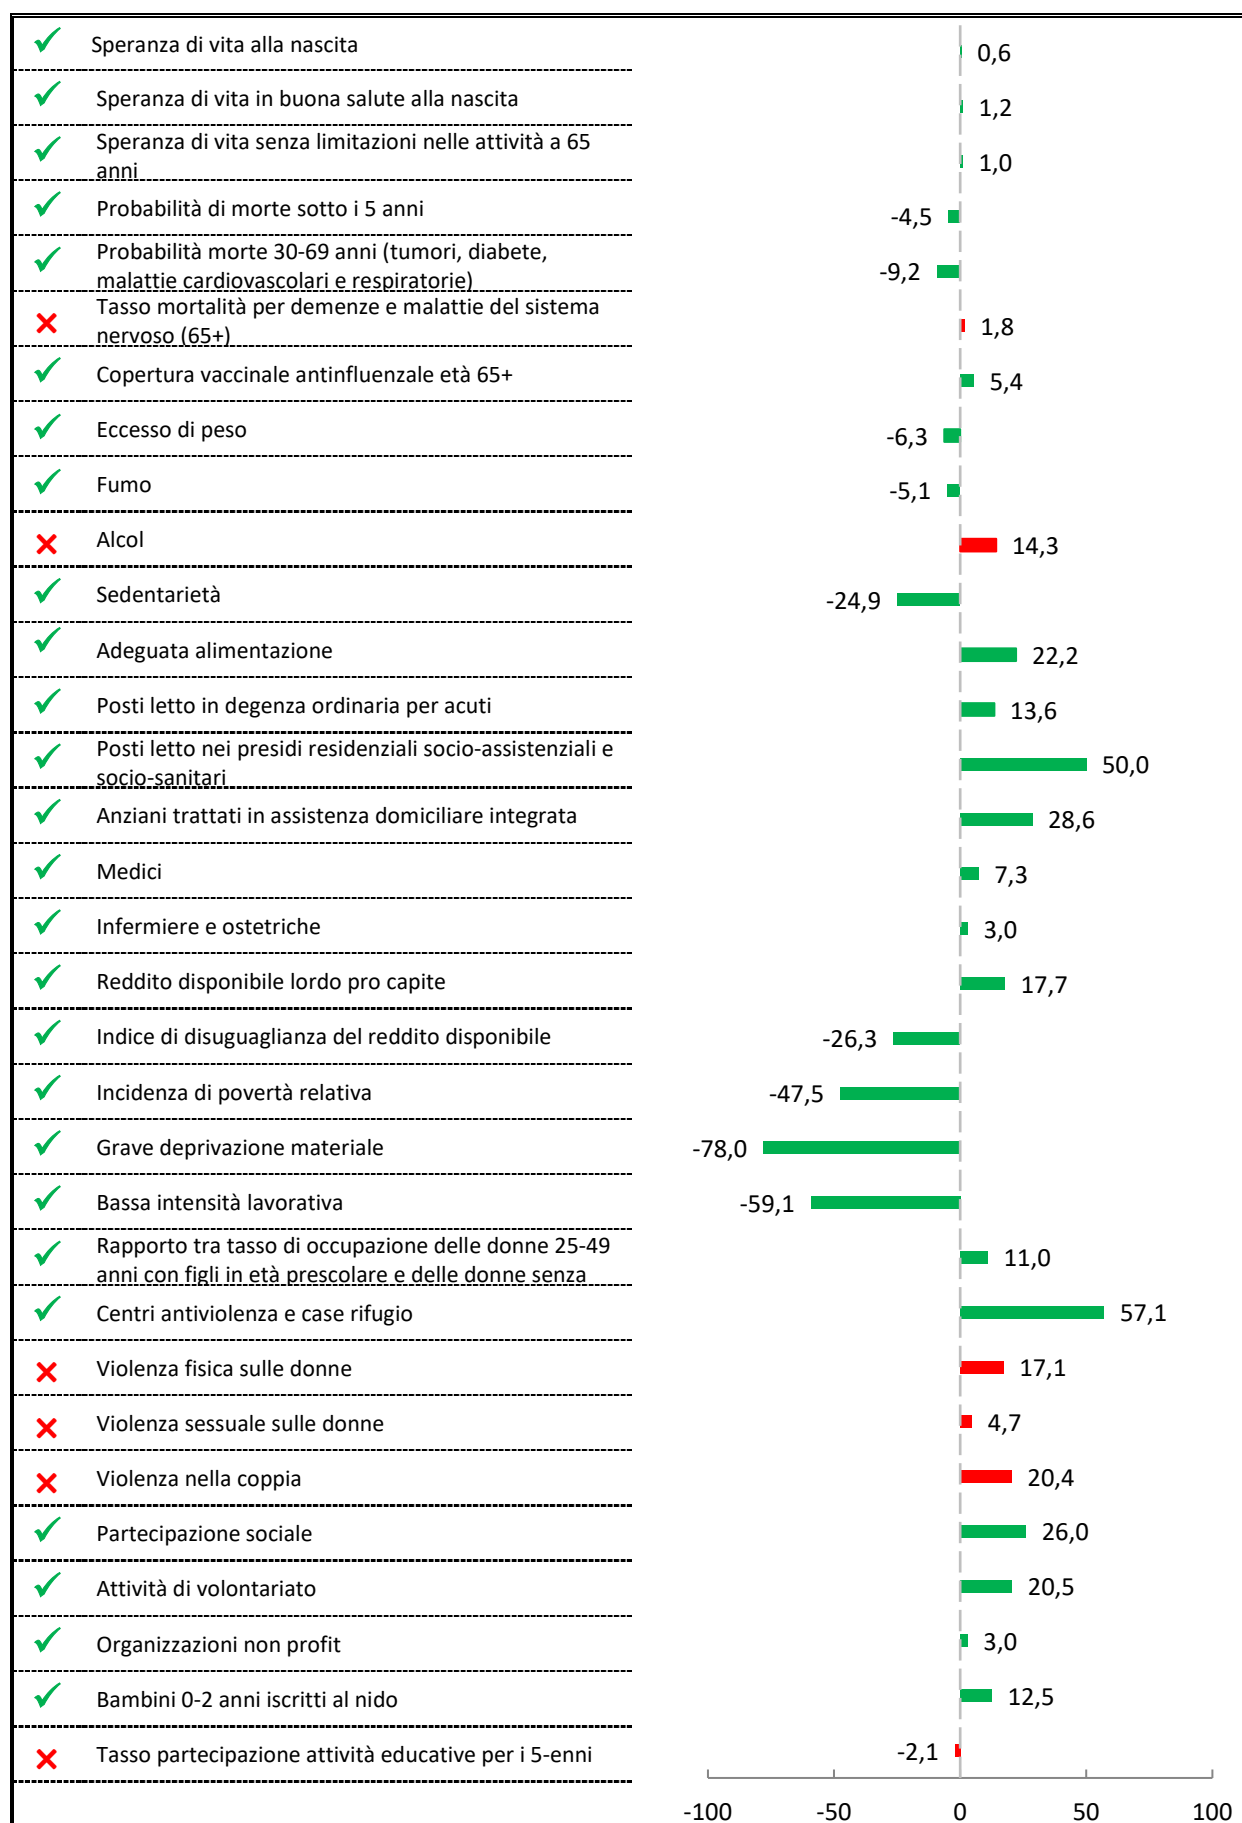 Speranza di vita alla nascita
0,6
Speranza di vita in buona salute alla nascita
1,2
Speranza di vita senza limitazioni nelle attività a 65
anni
1,0
Probabilità di morte sotto i 5 anni
-4,5
Probabilità morte 30-69 anni (tumori, diabete,
malattie cardiovascolari e respiratorie)
-9,2
Tasso mortalità per demenze e malattie del sistema
nervoso (65+)
1,8
Copertura vaccinale antinfluenzale età 65+
5,4
Eccesso di peso
-6,3
Fumo
-5,1
Alcol
14,3
Sedentarietà
-24,9
Adeguata alimentazione
22,2
Posti letto in degenza ordinaria per acuti
13,6
Posti letto nei presidi residenziali socio-assistenziali e
socio-sanitari
50,0
Anziani trattati in assistenza domiciliare integrata
28,6
Medici
7,3
Infermiere e ostetriche
3,0
Reddito disponibile lordo pro capite
17,7
Indice di disuguaglianza del reddito disponibile
-26,3
Incidenza di povertà relativa
-47,5
Grave deprivazione materiale
-78,0
Bassa intensità lavorativa
-59,1
Rapporto tra tasso di occupazione delle donne 25-49
anni con figli in età prescolare e delle donne senza
11,0
Centri antiviolenza e case rifugio
57,1
Violenza fisica sulle donne
17,1
Violenza sessuale sulle donne
4,7
Violenza nella coppia
20,4
Partecipazione sociale
26,0
Attività di volontariato
20,5
Organizzazioni non profit
3,0
Bambini 0-2 anni iscritti al nido
12,5
Tasso partecipazione attività educative per i 5-enni
-2,1
-100 -50 0 50 100